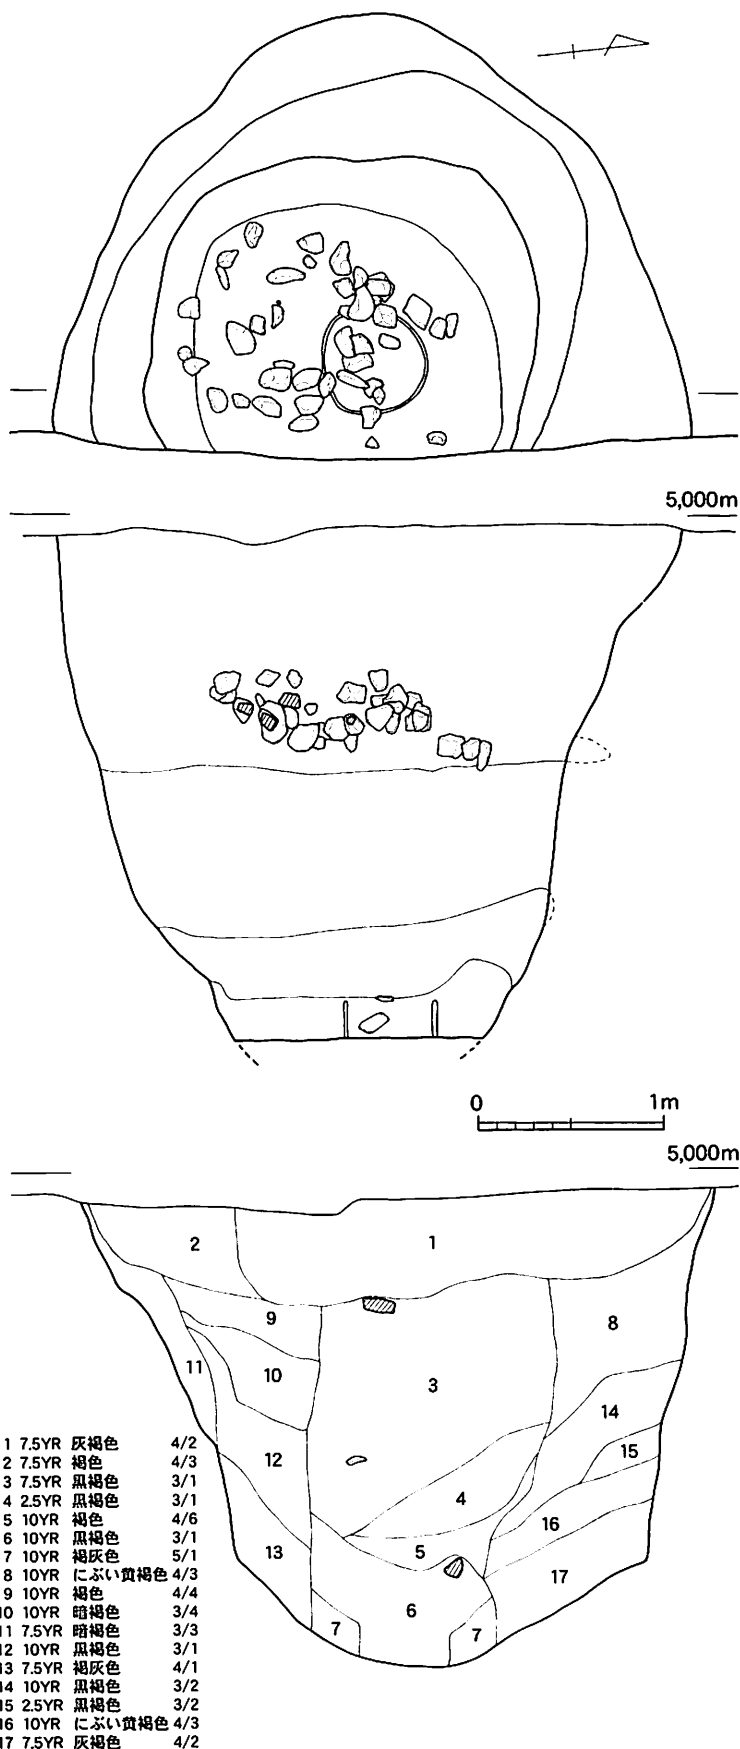 5,000m
0 1m
5,000m
2 1
9 8
11 10 3
14
12 15
4
16
13 5 17
6
7 7
1 7.5YR 灰褐色 4/2
2 7.5YR 褐色 4/3
3 7.5YR 黒褐色 3/1
4 2.5YR 黒褐色 3/1
5 10YR 褐色 4/6
6 10YR 黒褐色 3/1
7 10YR 褐灰色 5/1
8 10YR にぶい黄褐色 4/3
9 10YR 褐色 4/4
10 10YR 暗褐色 3/4
11 7.5YR 暗褐色 3/3
12 10YR 黒褐色 3/1
13 7.5YR 褐灰色 4/1
14 10YR 黒褐色 3/2
15 2.5YR 黒褐色 3/2
16 10YR にぶい黄褐色 4/3
17 7.5YR 灰褐色 4/2